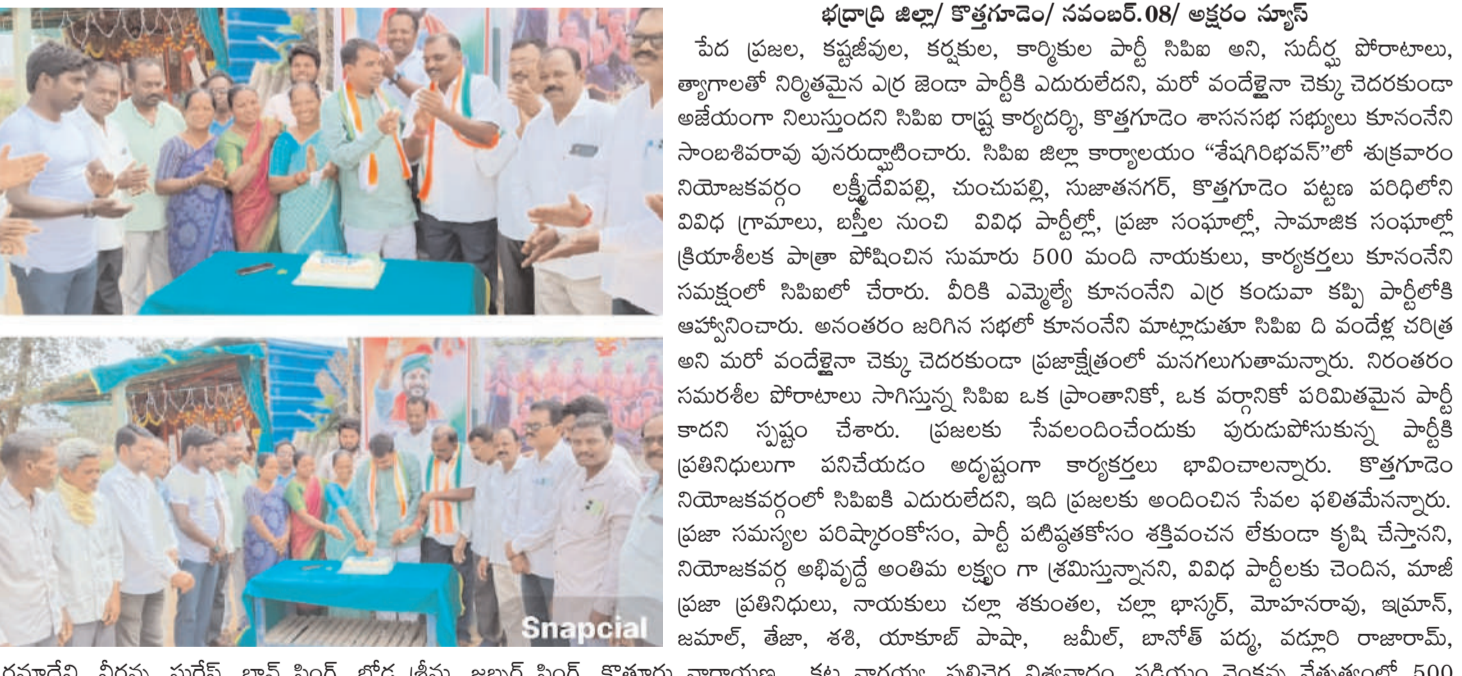 భద్రాద్రి జిల్లా/ కొత్తగూడెం/ నవంబర్.08/ అక్షరం న్యూస్
పేద ప్రజల, కష్టజీవుల, కర్షకుల, కార్మికుల పార్టీ సిపిఐ అని, సుదీర్ఘ పోరాటాలు,
త్యాగాలతో నిర్మితమైన ఎర్ర జెండా పార్టీకి ఎదురులేదని, మరో వందేళ్లైనా చెక్కు చెదరకుండా
అజేయంగా నిలుస్తుందని సిపిఐ రాష్ట్ర కార్యదర్శి, కొత్తగూడెం శాసనసభ సభ్యులు కూనంనేని
సాంబశివరావు పునరుద్ఘాటించారు. సిపిఐ జిల్లా కార్యాలయం “శేషగిరిభవన్”లో శుక్రవారం
నియోజకవర్గం లక్ష్మీదేవిపల్లి, చుంచుపల్లి, సుజాతనగర్, కొత్తగూడెం పట్టణ పరిధిలోని
వివిధ గ్రామాలు, బస్తీల నుంచి వివిధ పార్టీల్లో, ప్రజా సంఘాల్లో, సామాజిక సంఘాల్లో
క్రియాశీలక పాత్రా పోషించిన సుమారు 500 మంది నాయకులు, కార్యకర్తలు కూనంనేని
సమక్షంలో సిపిఐలో చేరారు. వీరికి ఎమ్మెల్యే కూనంనేని ఎర్ర కండువా కప్పి పార్టీలోకి
ఆహ్వానించారు. అనంతరం జరిగిన సభలో కూనంనేని మాట్లాడుతూ సిపిఐ ది వందేళ్ల చరిత్ర
అని మరో వందేళ్లైనా చెక్కు చెదరకుండా ప్రజాక్షేత్రంలో మనగలుగుతామన్నారు. నిరంతరం
సమరశీల పోరాటాలు సాగిస్తున్న సిపిఐ ఒక ప్రాంతానికో, ఒక వర్గానికో పరిమితమైన పార్టీ
కాదని స్పష్టం చేశారు. ప్రజలకు సేవలందించేందుకు పురుడుపోసుకున్న పార్టీకి
ప్రతినిధులుగా పనిచేయడం అదృష్టంగా కార్యకర్తలు భావించాలన్నారు. కొత్తగూడెం
నియోజకవర్గంలో సిపిఐకి ఎదురులేదని, ఇది ప్రజలకు అందించిన సేవల ఫలితమేనన్నారు.
ప్రజా సమస్యల పరిష్కారంకోసం, పార్టీ పటిష్ఠతకోసం శక్తివంచన లేకుండా కృషి చేస్తానని,
నియోజకవర్గ అభివృద్దే అంతిమ లక్ష్యం గా శ్రమిస్తున్నానని, వివిధ పార్టీలకు చెందిన, మాజీ
ప్రజా ప్రతినిధులు, నాయకులు చల్లా శకుంతల, చల్లా భాస్కర్, మోహనరావు, ఇమ్రాన్,
జమాల్, తేజా, శశి, యాకూబ్ పాషా, జమీల్, బానోత్ పద్మ, వడ్లూరి రాజారామ్,
Snapcial